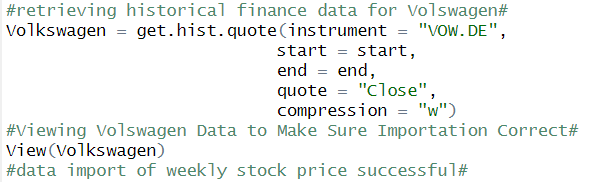 #retrieving historical finance data for Volswagen#
Volkswagen = get.hist.quote(instrument = "VOW.DE",
start = start,
end = end,
quote = "Close",
compression = "w")
#Viewing Volswagen Data to Make Sure Importation Correct#
View(Volkswagen)
#data import of weekly stock price successful#